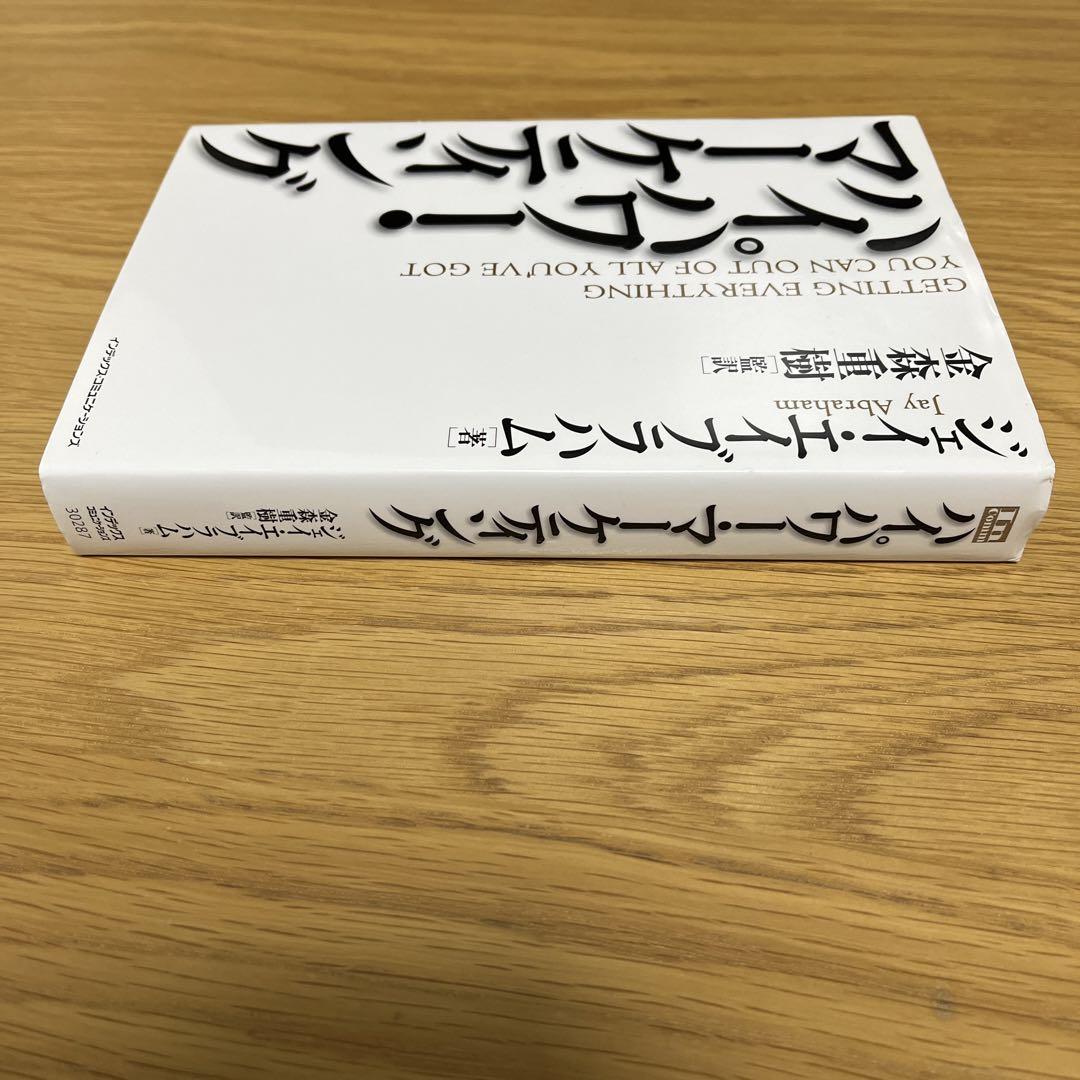 ハイパワー・
マーケティング
GETTING EVERYTHING
YOU CAN OUT OF ALL YOU'VE GOT
ジェイ・エイブラハム[著]
Jay Abraham
金森重樹[監訳]
インデックス・コミュニケーションズ
ハイパワー・マーケティング
ジェイ・エイブラハム[著]
金森重樹[監訳]
インデックス
コミュニケーションズ
30287